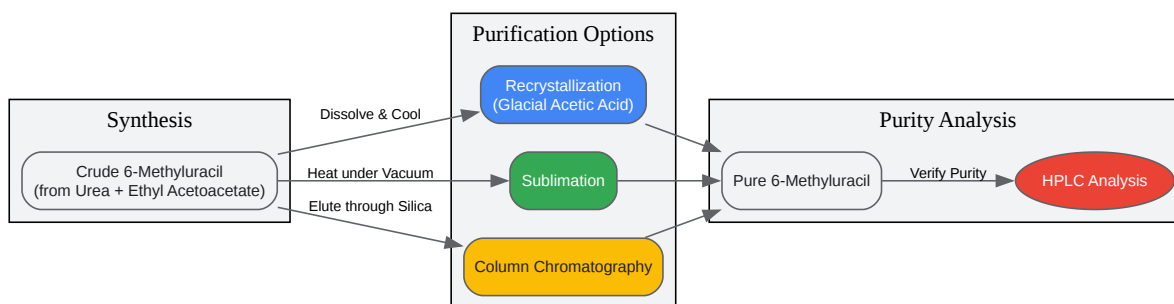 Synthesis
Crude 6-Methyluracil
(from Urea + Ethyl Acetoacetate)
Dissolve & Cool
Heat under Vacuum
Elute through Silica
Purification Options
Recrystallization
(Glacial Acetic Acid)
Sublimation
Column Chromatography
Purity Analysis
Pure 6-Methyluracil
Verify Purity
HPLC Analysis